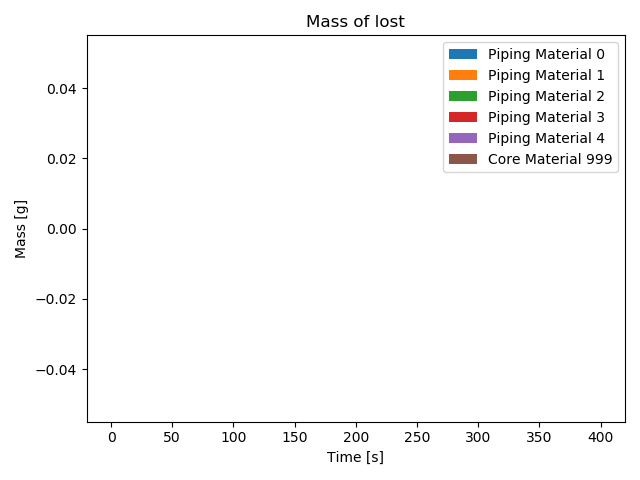 Mass of lost
Piping Material 0
Piping Material 1
Piping Material 2
Piping Material 3
Piping Material 4
Core Material 999
Mass [g]
0.04
0.02
0.00
−0.02
−0.04
0 50 100 150 200 250 300 350 400
Time [s]